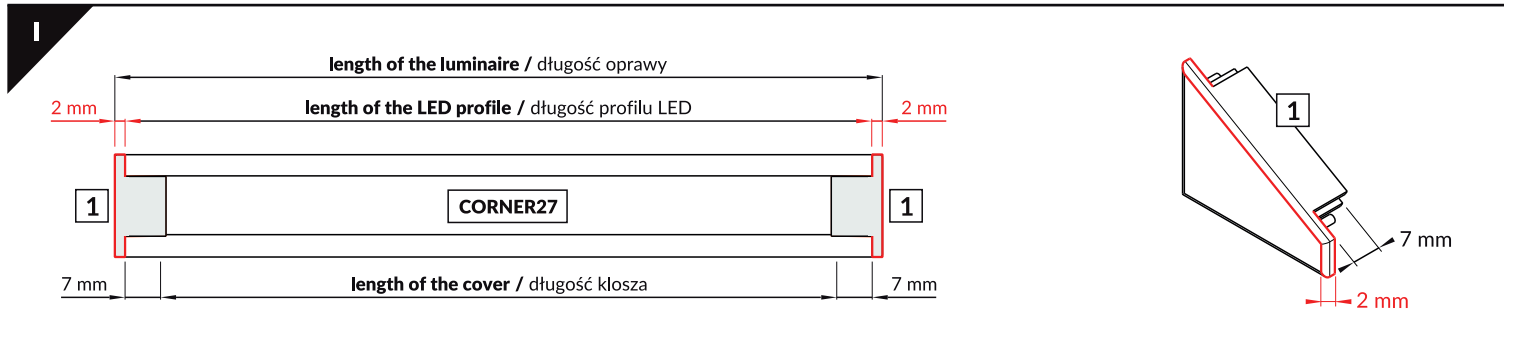 I
length of the luminaire / długość oprawy
2 mm
length of the LED profile / długość profilu LED
2 mm
1
1
CORNER27
1
7 mm
7 mm
length of the cover / długość klosza
7 mm
2 mm